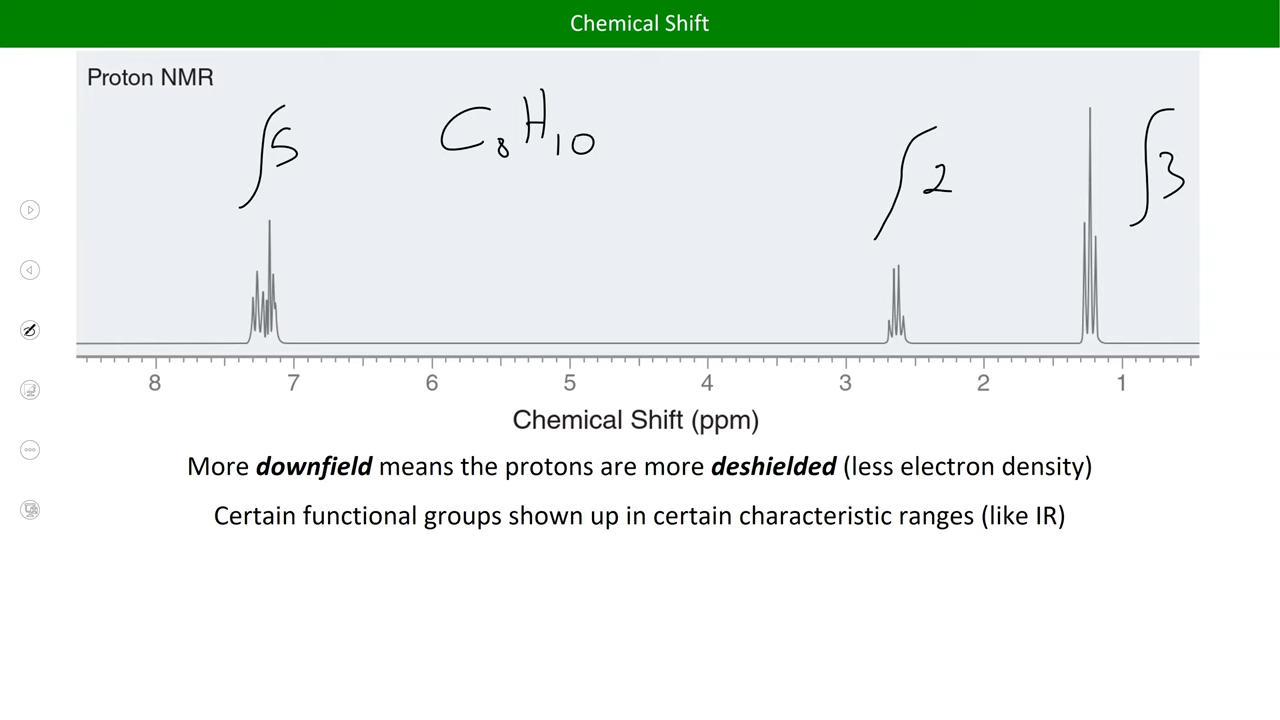 Chemical Shift
Proton NMR
∫5
C₈H₁₀
∫2
∫3
8 7 6 5 4 3 2 1
Chemical Shift (ppm)
More downfield means the protons are more deshielded (less electron density)
Certain functional groups shown up in certain characteristic ranges (like IR)